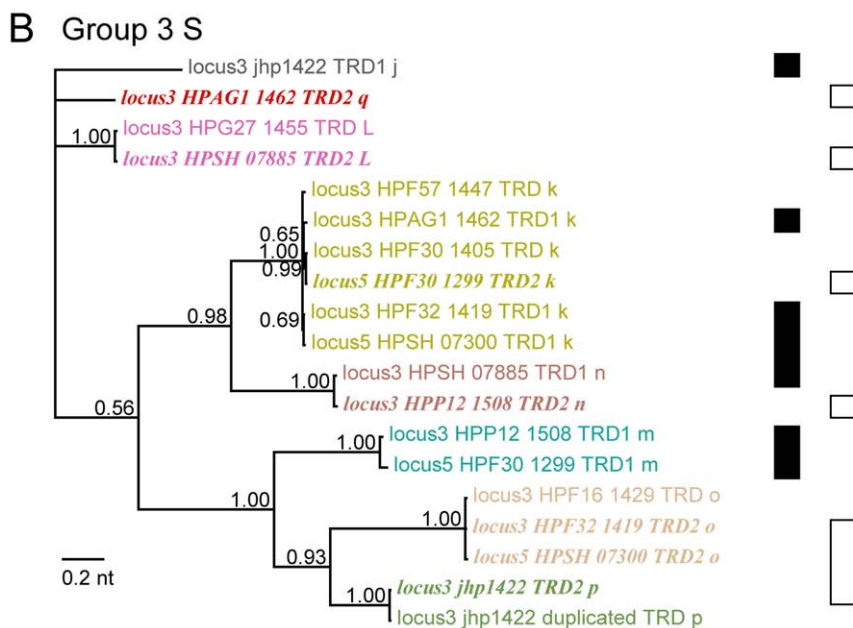 B Group 3 S
locus3 jhp1422 TRD1 j
locus3 HPAG1 1462 TRD2 q
locus3 HPG27 1455 TRD L
1.00
locus3 HPSH 07885 TRD2 L
locus3 HPF57 1447 TRD k
locus3 HPAG1 1462 TRD1 k
0.65
locus3 HPF30 1405 TRD k
1.00
0.99
locus5 HPF30 1299 TRD2 k
locus3 HPF32 1419 TRD1 k
0.98
0.69
locus5 HPSH 07300 TRD1 k
locus3 HPSH 07885 TRD1 n
1.00
locus3 HPP12 1508 TRD2 n
0.56
locus3 HPP12 1508 TRD1 m
1.00
locus5 HPF30 1299 TRD1 m
locus3 HPF16 1429 TRD o
1.00
1.00
locus3 HPF32 1419 TRD2 o
locus5 HPSH 07300 TRD2 o
0.93
0.2 nt
locus3 jhp1422 TRD2 p
1.00
locus3 jhp1422 duplicated TRD p